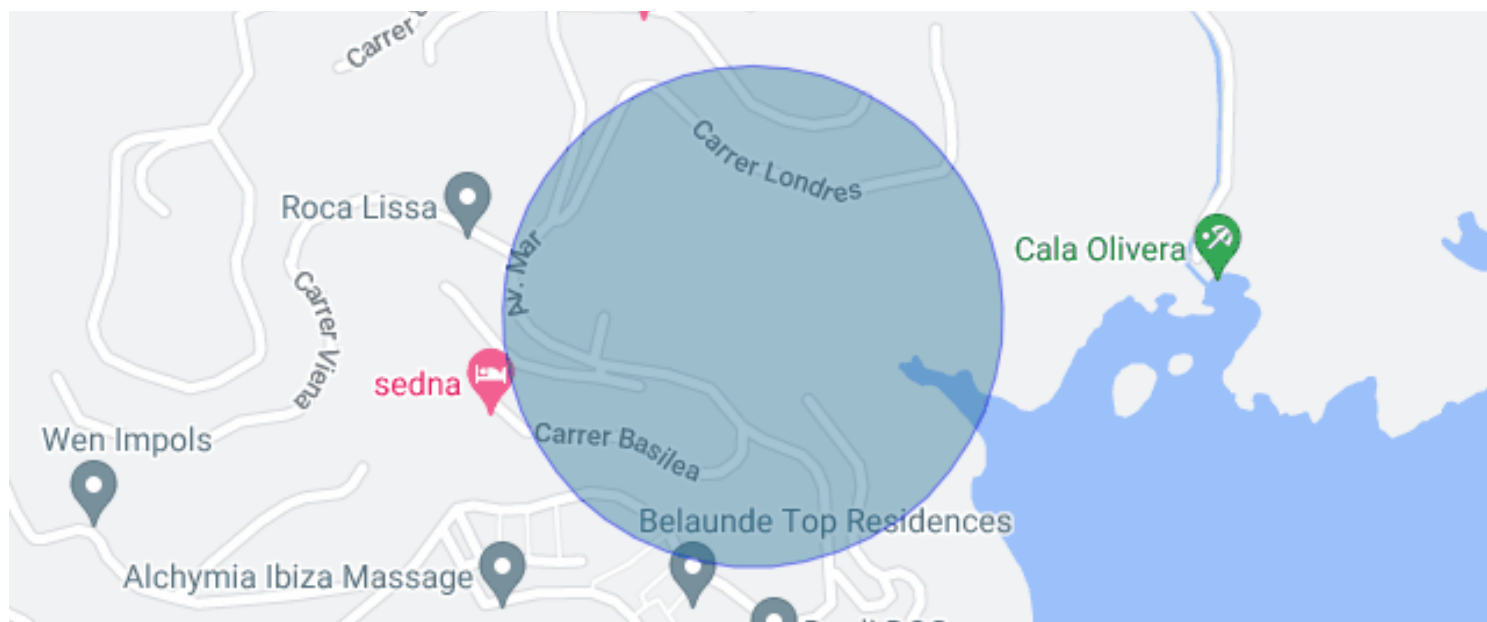 Carrer
Carrer Londres
Roca Lissa
Av. Mar
Cala Olivera
Carrer Viena
sedna
Carrer Basilea
Wen Impols
Belaunde Top Residences
Alchymia Ibiza Massage